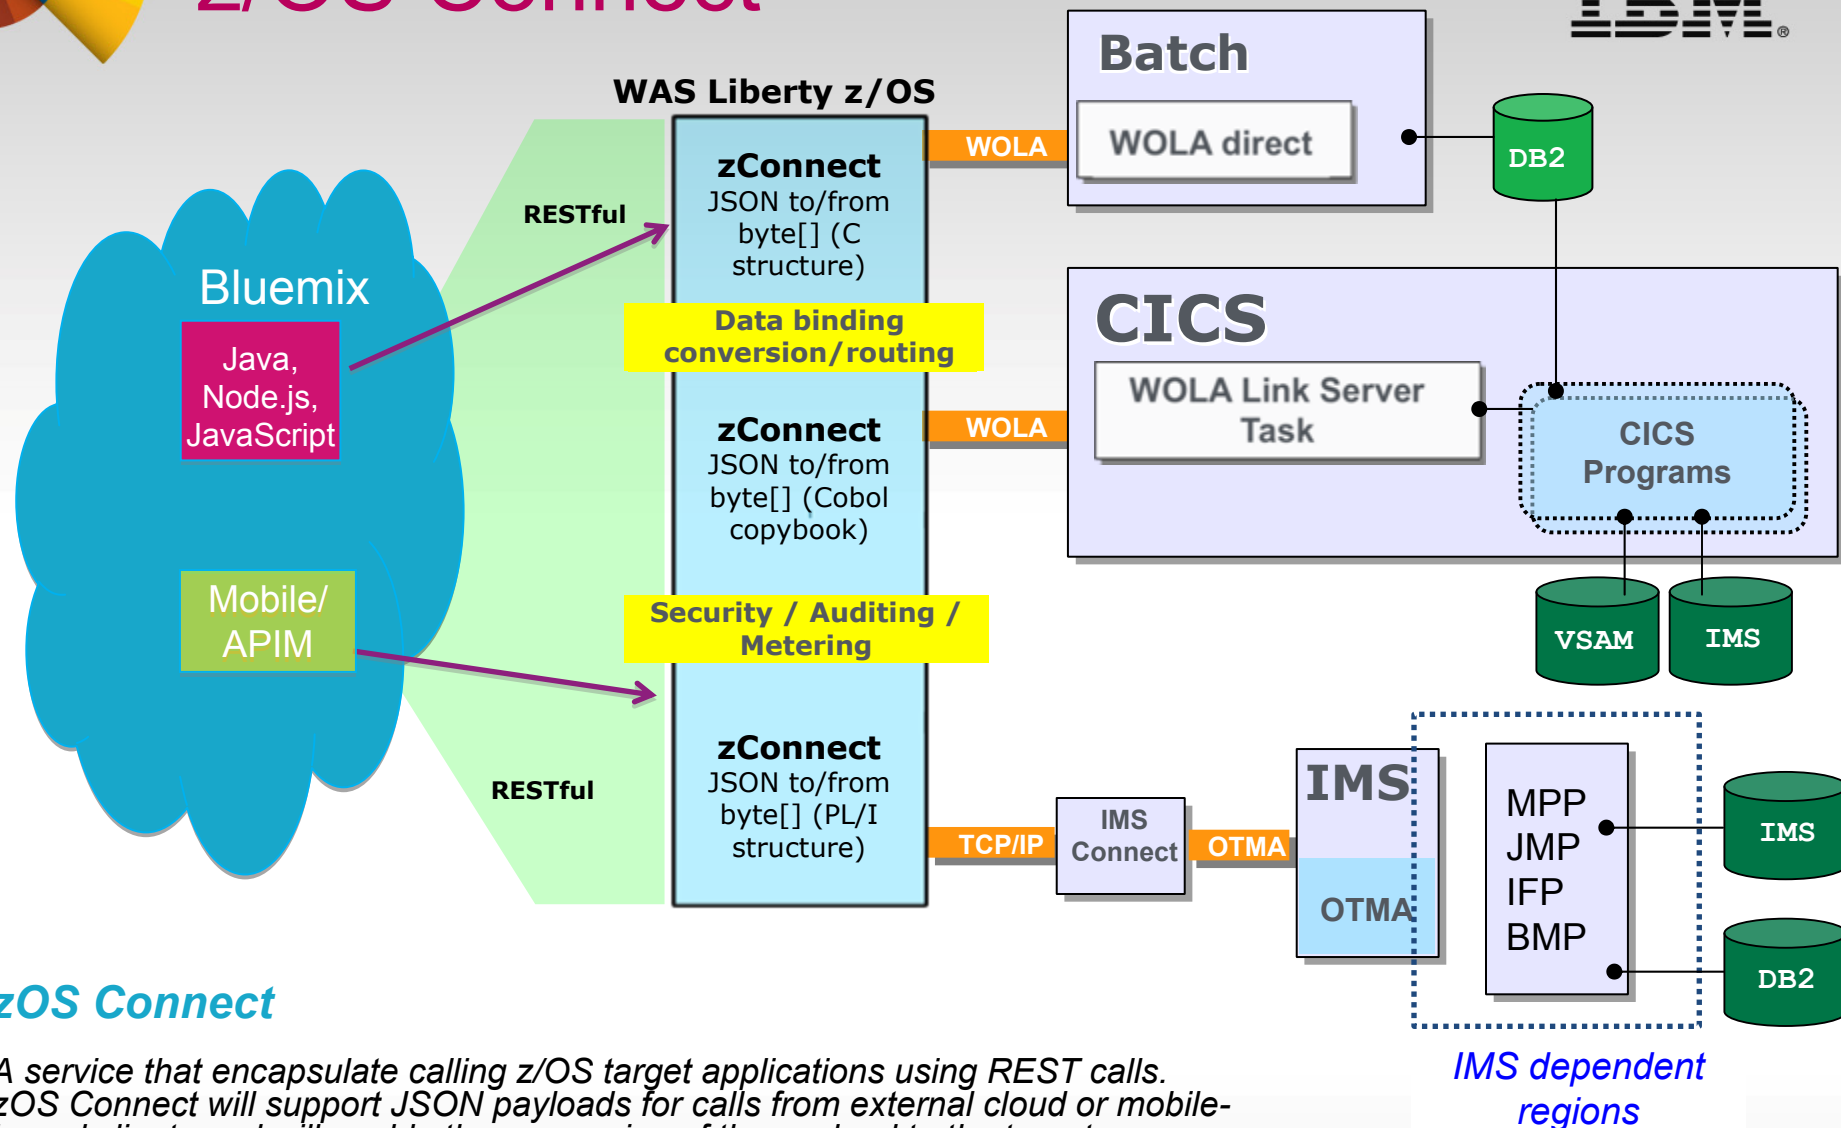 z/OS Connect
IBM®
WAS Liberty z/OS
Batch
WOLA direct
WOLA
DB2
zConnect
JSON to/from
byte[] (C
structure)
RESTful
Bluemix
Java,
Node.js,
JavaScript
Data binding
conversion/routing
CICS
WOLA Link Server
Task
WOLA
CICS
Programs
zConnect
JSON to/from
byte[] (Cobol
copybook)
Mobile/
APIM
Security / Auditing /
Metering
VSAM
IMS
zConnect
JSON to/from
byte[] (PL/I
structure)
RESTful
TCP/IP
IMS
Connect
OTMA
IMS
OTMA
MPP
JMP
IFP
BMP
IMS
DB2
IMS dependent
regions
zOS Connect
A service that encapsulate calling z/OS target applications using REST calls.
zOS Connect will support JSON payloads for calls from external cloud or mobile-